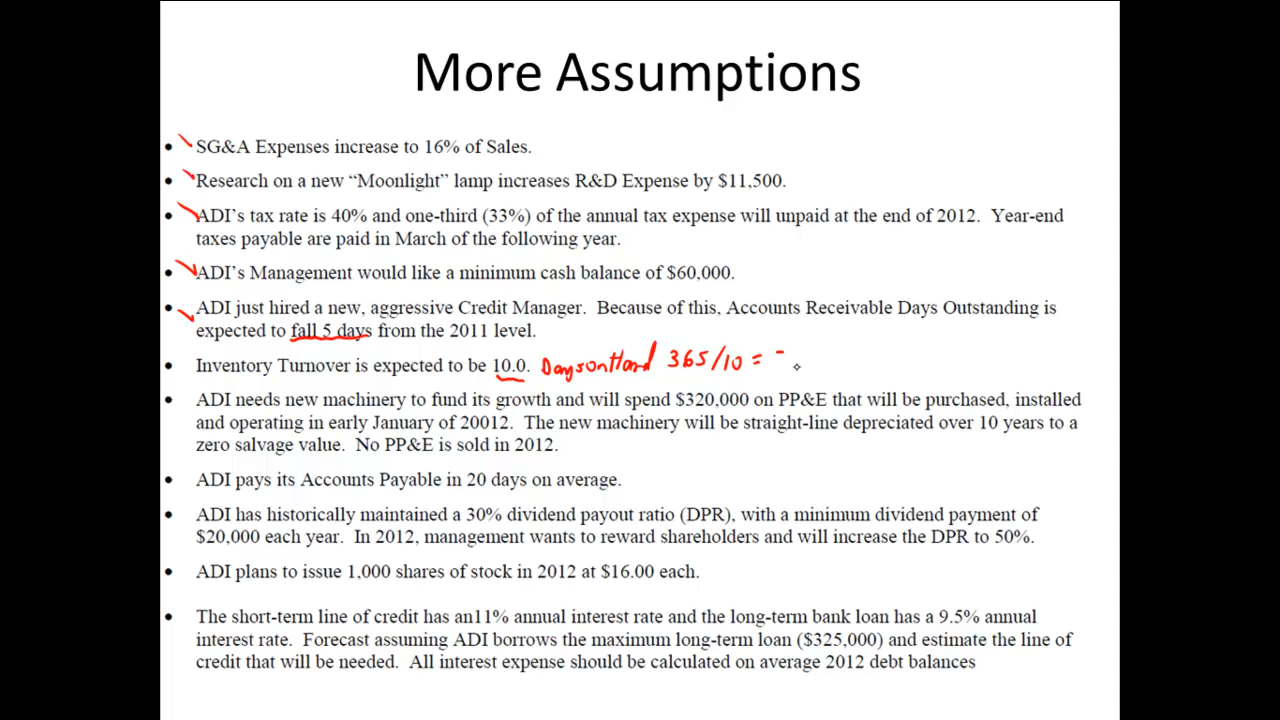 More Assumptions
• SG&A Expenses increase to 16% of Sales.
• Research on a new “Moonlight” lamp increases R&D Expense by $11,500.
• ADI’s tax rate is 40% and one-third (33%) of the annual tax expense will unpaid at the end of 2012. Year-end
taxes payable are paid in March of the following year.
• ADI’s Management would like a minimum cash balance of $60,000.
• ADI just hired a new, aggressive Credit Manager. Because of this, Accounts Receivable Days Outstanding is
expected to fall 5 days from the 2011 level.
• Inventory Turnover is expected to be 10.0. Days on Hand 365/10 =
• ADI needs new machinery to fund its growth and will spend $320,000 on PP&E that will be purchased, installed
and operating in early January of 20012. The new machinery will be straight-line depreciated over 10 years to a
zero salvage value. No PP&E is sold in 2012.
• ADI pays its Accounts Payable in 20 days on average.
• ADI has historically maintained a 30% dividend payout ratio (DPR), with a minimum dividend payment of
$20,000 each year. In 2012, management wants to reward shareholders and will increase the DPR to 50%.
• ADI plans to issue 1,000 shares of stock in 2012 at $16.00 each.
• The short-term line of credit has an11% annual interest rate and the long-term bank loan has a 9.5% annual
interest rate. Forecast assuming ADI borrows the maximum long-term loan ($325,000) and estimate the line of
credit that will be needed. All interest expense should be calculated on average 2012 debt balances